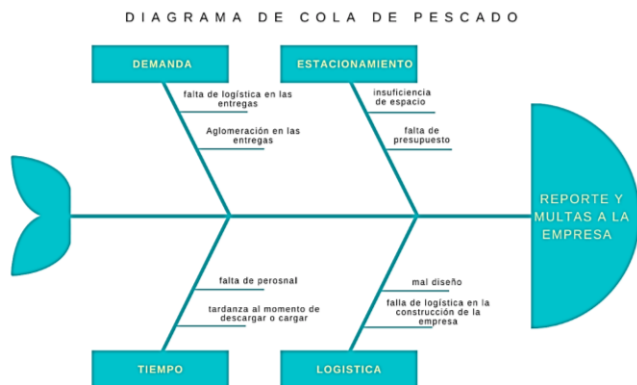 DIAGRAMA DE COLA DE PESCADO
DEMANDA
ESTACIONAMIENTO
falta de logística en las
entregas
Aglomeración en las
entregas
insuficiencia
de espacio
falta de
presupuesto
REPORTE Y
MULTAS A LA
EMPRESA
falta de perosnal
tardanza al momento de
descargar o cargar
mal diseño
falla de logística en la
construcción de la
empresa
TIEMPO
LOGISTICA